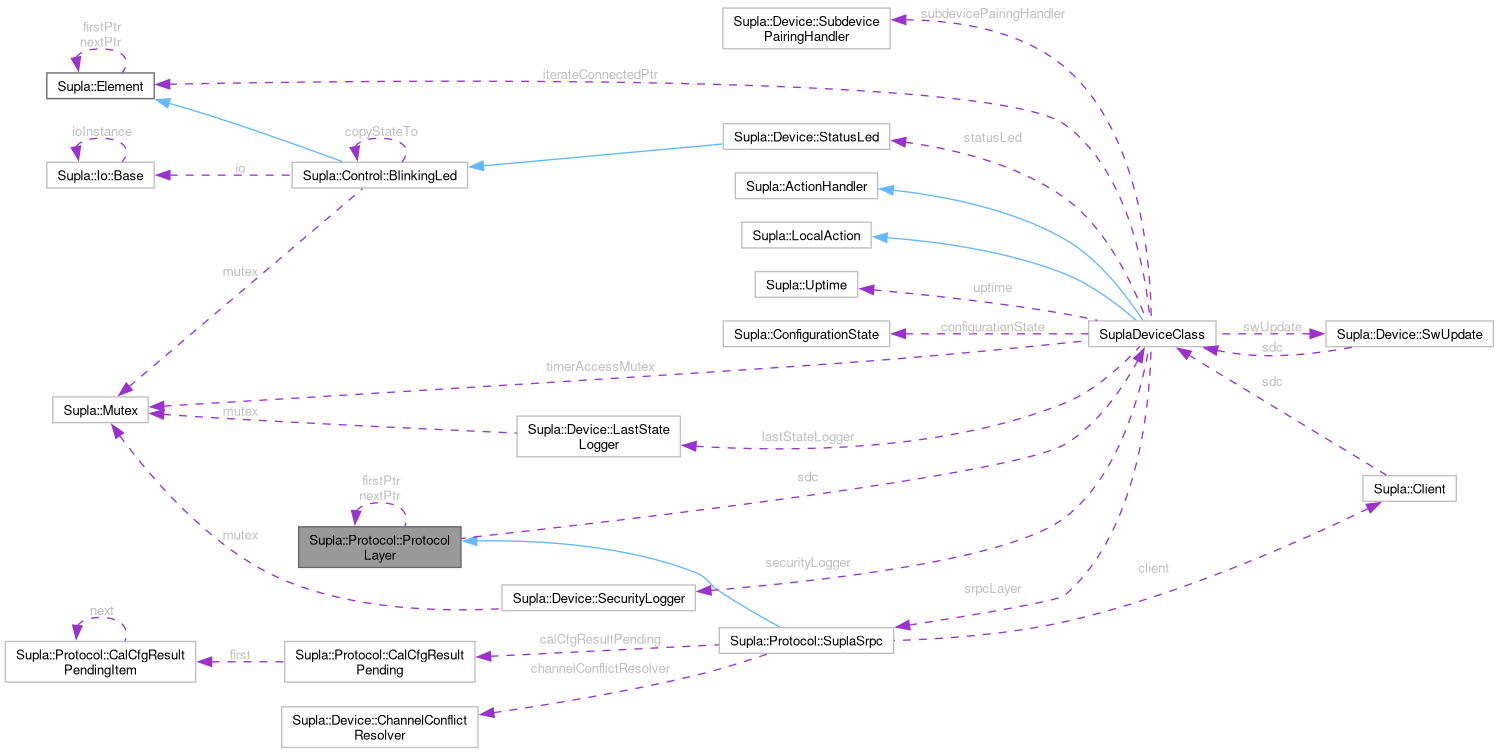 firstPtr
nextPtr
Supla::Element
ioInstance
Supla::Io::Base
io
copyStateTo
Supla::Control::BlinkingLed
mutex
Supla::Mutex
mutex
mutex
Supla::Device::Subdevice
PairingHandler
subdevicePairingHandler
iterateConnectedPtr
Supla::Device::StatusLed
statusLed
Supla::ActionHandler
Supla::LocalAction
Supla::Uptime
uptime
Supla::ConfigurationState
configurationState
SuplaDeviceClass
swUpdate
sdc
Supla::Device::SwUpdate
timerAccessMutex
Supla::Device::LastState
Logger
lastStateLogger
sdc
Supla::Client
firstPtr
nextPtr
Supla::Protocol::Protocol
Layer
sdc
securityLogger
Supla::Device::SecurityLogger
srpcLayer
client
Supla::Protocol::SuplaSrpc
calCfgResultPending
channelConflictResolver
next
Supla::Protocol::CalCfgResult
PendingItem
first
Supla::Protocol::CalCfgResult
Pending
Supla::Device::ChannelConflict
Resolver